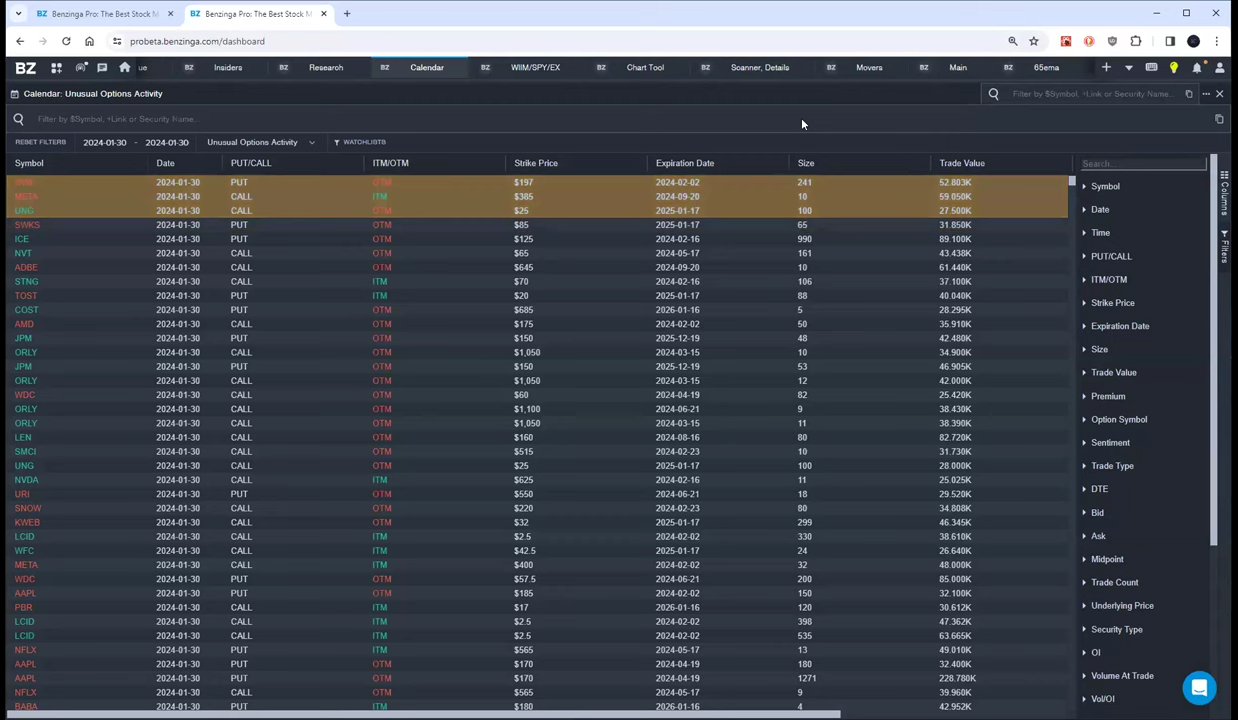 Benzinga Pro: The Best Stock M Benzinga Pro: The Best Stock M
probeta.benzinga.com/dashboard
BZ ue BZ Insiders BZ Research BZ Calendar BZ WIIM/SPY/EX BZ Chart Tool BZ Scanner, Details BZ Movers BZ Main BZ 65ema
Calendar: Unusual Options Activity Filter by $Symbol, +Link or Security Name...
Filter by $Symbol, +Link or Security Name...
RESET FILTERS 2024-01-30 - 2024-01-30 Unusual Options Activity WATCHLISTS
Symbol Date PUT/CALL ITM/OTM Strike Price Expiration Date Size Trade Value
2024-01-30 PUT OTM $197 2024-02-02 241 52.803K
META 2024-01-30 CALL ITM $385 2024-09-20 10 59.050K
UNG 2024-01-30 CALL OTM $25 2025-01-17 100 27.500K
SWKS 2024-01-30 PUT OTM $85 2025-01-17 65 31.850K
ICE 2024-01-30 PUT OTM $125 2024-02-16 990 89.100K
NVT 2024-01-30 CALL OTM $65 2024-05-17 161 43.438K
ADBE 2024-01-30 CALL OTM $645 2024-09-20 10 61.440K
STNG 2024-01-30 CALL ITM $70 2024-02-16 106 37.100K
TOST 2024-01-30 PUT ITM $20 2025-01-17 88 40.040K
COST 2024-01-30 PUT OTM $685 2026-01-16 5 28.295K
AMD 2024-01-30 CALL OTM $175 2024-02-02 50 35.910K
JPM 2024-01-30 PUT OTM $150 2025-12-19 48 42.480K
ORLY 2024-01-30 CALL OTM $1,050 2024-03-15 10 34.900K
JPM 2024-01-30 PUT OTM $150 2025-12-19 53 46.905K
ORLY 2024-01-30 CALL OTM $1,050 2024-03-15 12 42.000K
WDC 2024-01-30 CALL OTM $60 2024-04-19 82 25.420K
ORLY 2024-01-30 CALL OTM $1,100 2024-06-21 9 38.430K
ORLY 2024-01-30 CALL OTM $1,050 2024-03-15 11 38.390K
LEN 2024-01-30 CALL OTM $160 2024-08-16 80 82.720K
SMCI 2024-01-30 CALL OTM $515 2024-02-23 10 31.730K
UNG 2024-01-30 CALL OTM $25 2025-01-17 100 28.000K
NVDA 2024-01-30 CALL ITM $625 2024-02-16 11 25.025K
URI 2024-01-30 PUT OTM $550 2024-06-21 18 29.520K
SNOW 2024-01-30 CALL OTM $220 2024-02-23 80 34.808K
KWEB 2024-01-30 CALL OTM $32 2025-01-17 299 46.345K
LCID 2024-01-30 CALL ITM $2.5 2024-02-02 330 38.610K
WFC 2024-01-30 CALL ITM $42.5 2025-01-17 24 26.640K
META 2024-01-30 CALL ITM $400 2024-02-02 32 48.000K
WDC 2024-01-30 PUT OTM $57.5 2024-06-21 200 85.000K
AAPL 2024-01-30 PUT OTM $185 2024-02-02 150 32.100K
PBR 2024-01-30 CALL ITM $17 2026-01-16 120 30.612K
LCID 2024-01-30 CALL ITM $2.5 2024-02-02 398 47.362K
LCID 2024-01-30 CALL ITM $2.5 2024-02-02 535 63.665K
NFLX 2024-01-30 PUT ITM $565 2024-05-17 13 49.010K
AAPL 2024-01-30 PUT OTM $170 2024-04-19 180 32.400K
AAPL 2024-01-30 PUT OTM $170 2024-04-19 1271 228.780K
NFLX 2024-01-30 CALL OTM $565 2024-05-17 9 39.960K
BABA 2024-01-30 PUT $180 2026-01-16 4 42.952K
Search...
Symbol
Date
Time
PUT/CALL
ITM/OTM
Strike Price
Expiration Date
Size
Trade Value
Premium
Option Symbol
Sentiment
Trade Type
DTE
Bid
Ask
Midpoint
Trade Count
Underlying Price
Security Type
OI
Volume At Trade
Vol/OI
Columns
Filters